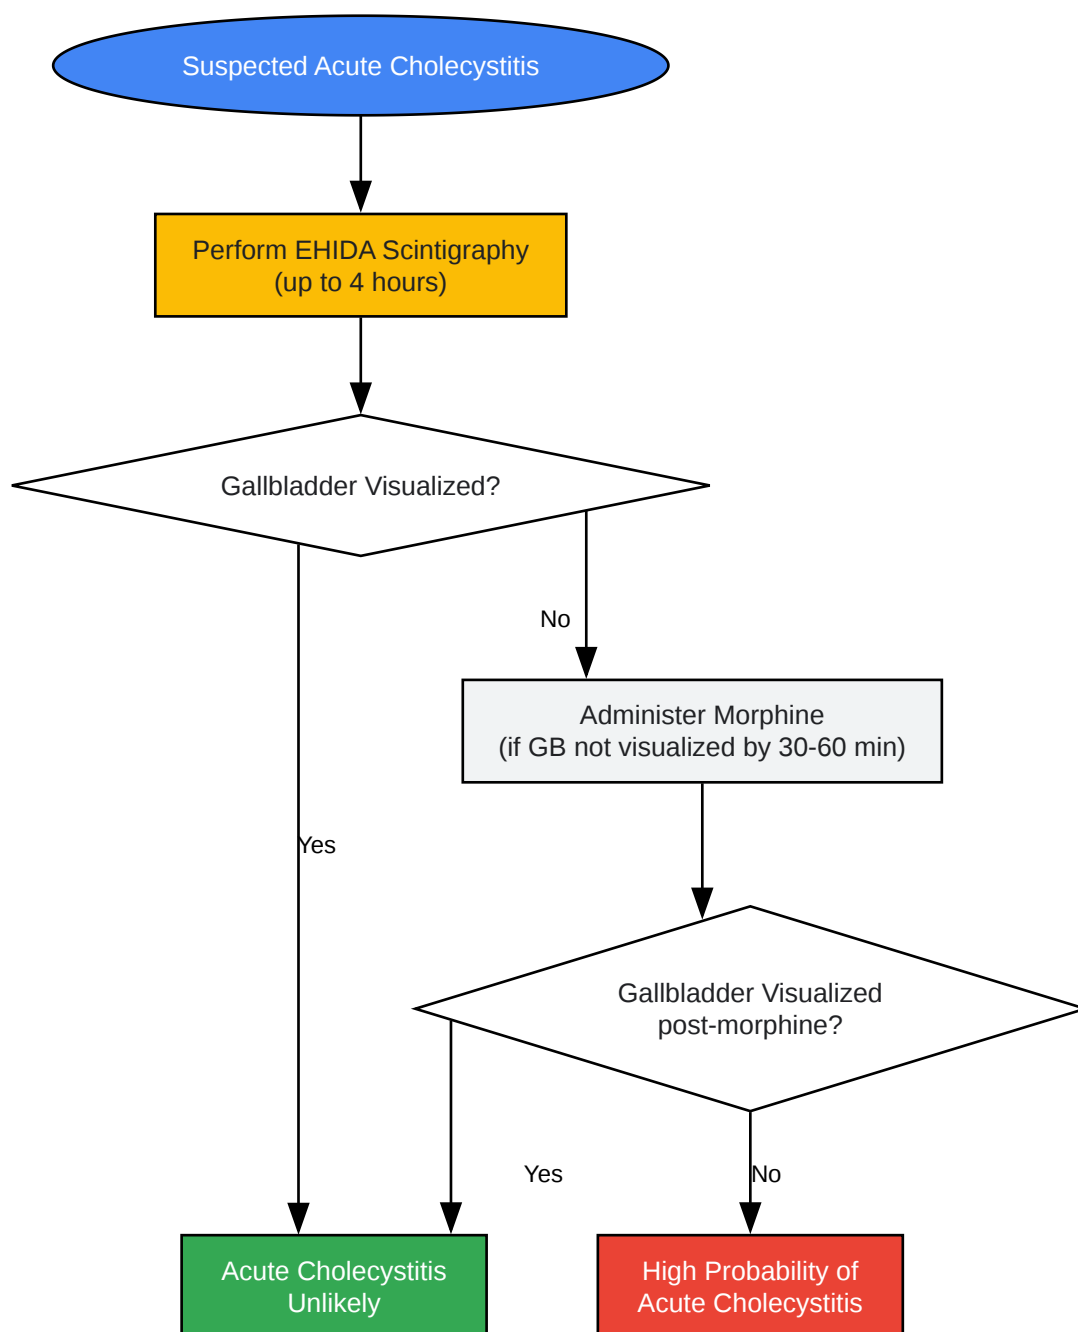 Suspected Acute Cholecystitis
Perform EHIDA Scintigraphy
(up to 4 hours)
Gallbladder Visualized?
No
Administer Morphine
(if GB not visualized by 30-60 min)
Yes
Gallbladder Visualized
post-morphine?
Yes
No
Acute Cholecystitis
Unlikely
High Probability of
Acute Cholecystitis